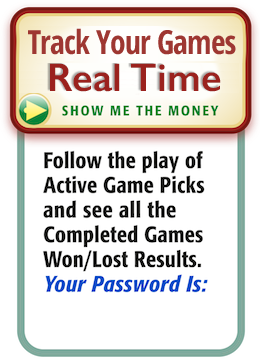 Track Your Games
Real Time
SHOW ME THE MONEY
Follow the play of
Active Game Picks
and see all the
Completed Games
Won/Lost Results.
Your Password Is: